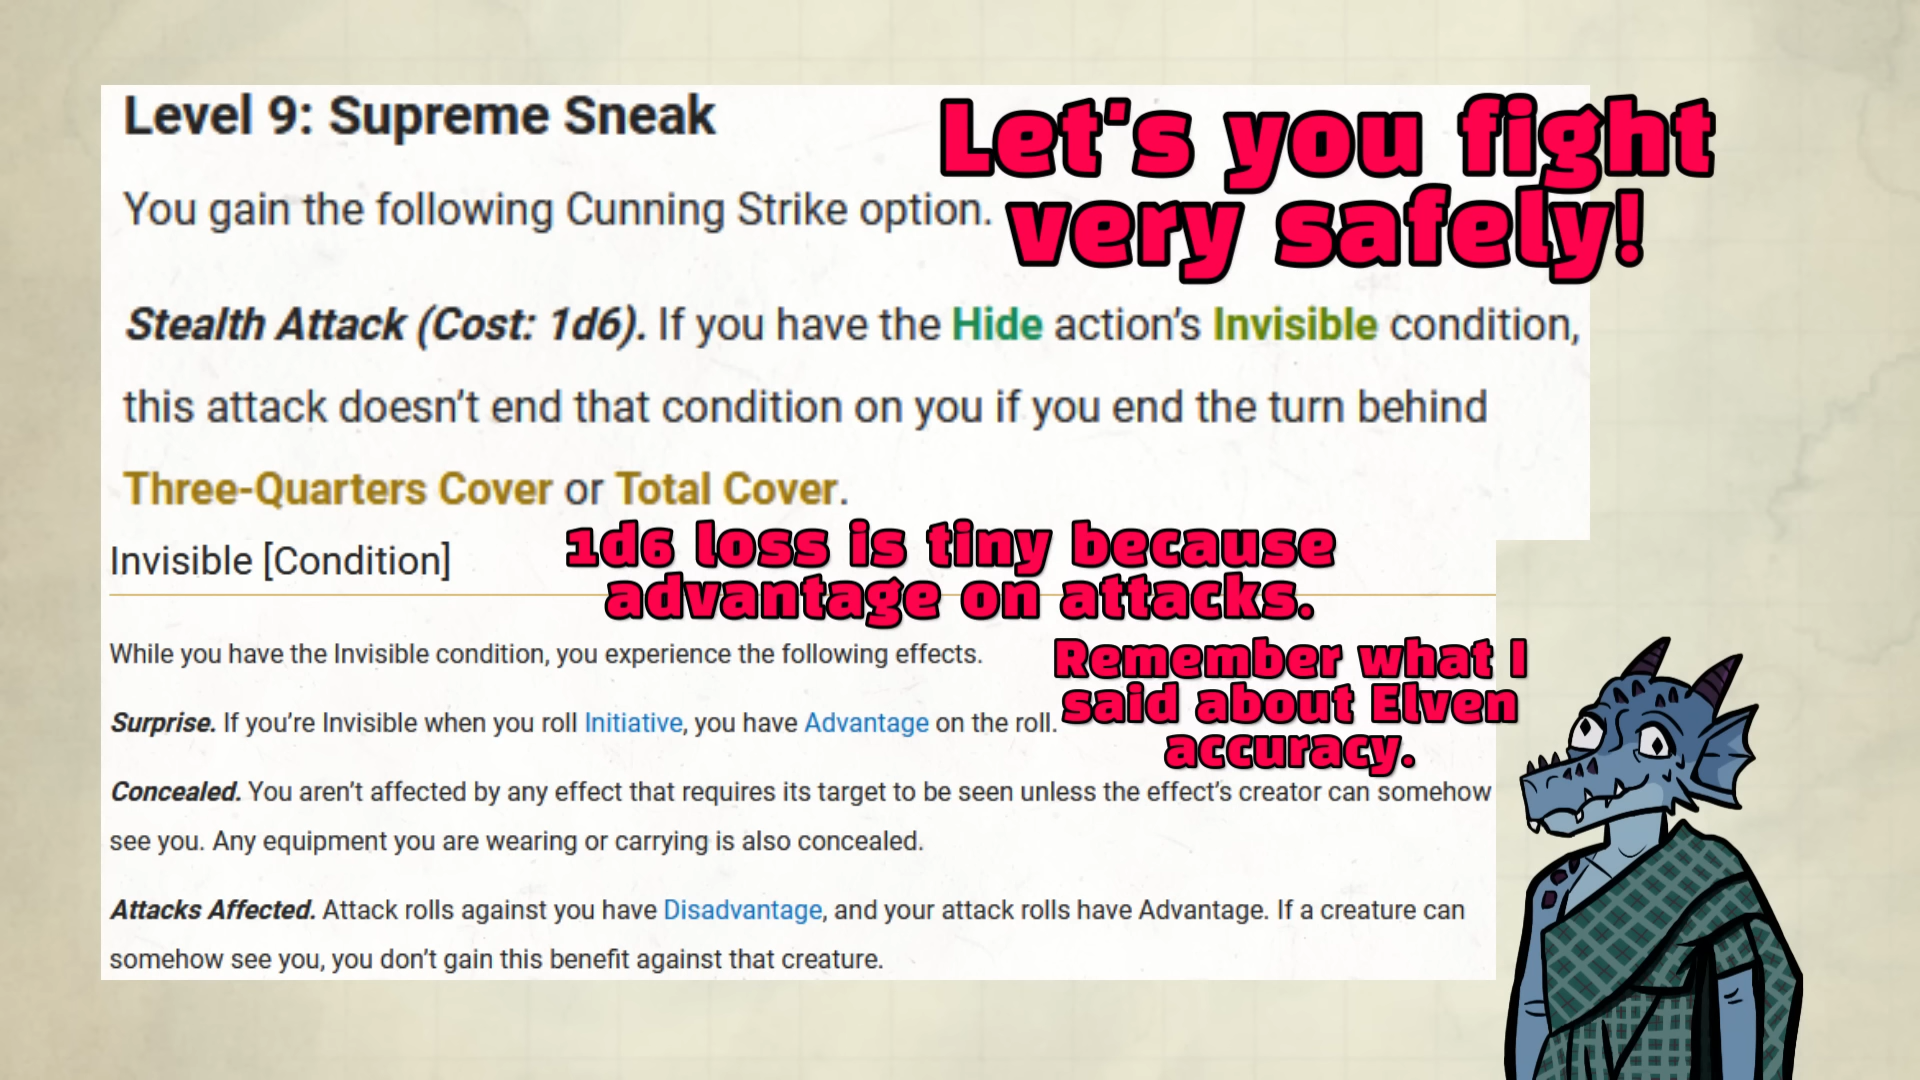 Level 9: Supreme Sneak
Let's you fight
very safely!
You gain the following Cunning Strike option.
Stealth Attack (Cost: 1d6). If you have the Hide action’s Invisible condition,
this attack doesn’t end that condition on you if you end the turn behind
Three-Quarters Cover or Total Cover.
Invisible [Condition]
1d6 loss is tiny because
advantage on attacks.
While you have the Invisible condition, you experience the following effects.
Remember what I
said about Elven
accuracy.
Surprise. If you’re Invisible when you roll Initiative, you have Advantage on the roll.
Concealed. You aren’t affected by any effect that requires its target to be seen unless the effect’s creator can somehow
see you. Any equipment you are wearing or carrying is also concealed.
Attacks Affected. Attack rolls against you have Disadvantage, and your attack rolls have Advantage. If a creature can
somehow see you, you don’t gain this benefit against that creature.